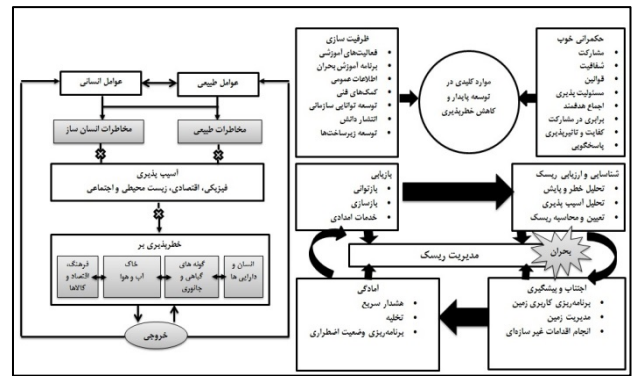 حکمرانی خوب
مشارکت
شفافیت
قوانین
مسئولیت پذیری
اجماع هدفمند
برابری در مشارکت
کفایت و تاثیرپذیری
پاسخگویی
موارد کلیدی در
توسعه پایدار و
کاهش خطرپذیری
ظرفیت سازی
فعالیت‌های آموزشی
برنامه آموزش بحران
اطلاعات عمومی
کمک‌های فنی
توسعه توانایی سازمانی
انتشار دانش
توسعه زیرساخت‌ها
شناسایی و ارزیابی ریسک
تحلیل خطر و پایش
تحلیل آسیب پذیری
تعیین و محاسبه ریسک
بازیابی
بازتوانی
بازسازی
خدمات امدادی
بحران
مدیریت ریسک
اجتناب و پیشگیری
برنامه‌ریزی کاربری زمین
مدیریت زمین
انجام اقدامات غیر سازه‌ای
آمادگی
هشدار سریع
تخلیه
برنامه‌ریزی وضعیت اضطراری
عوامل طبیعی
عوامل انسانی
مخاطرات طبیعی
مخاطرات انسان ساز
آسیب پذیری
فیزیکی، اقتصادی، زیست محیطی و اجتماعی
خطرپذیری بر
انسان و
دارایی ها
گونه های
گیاهی و
جانوری
خاک
آب و هوا
فرهنگ،
اقتصاد و
کالاها
خروجی